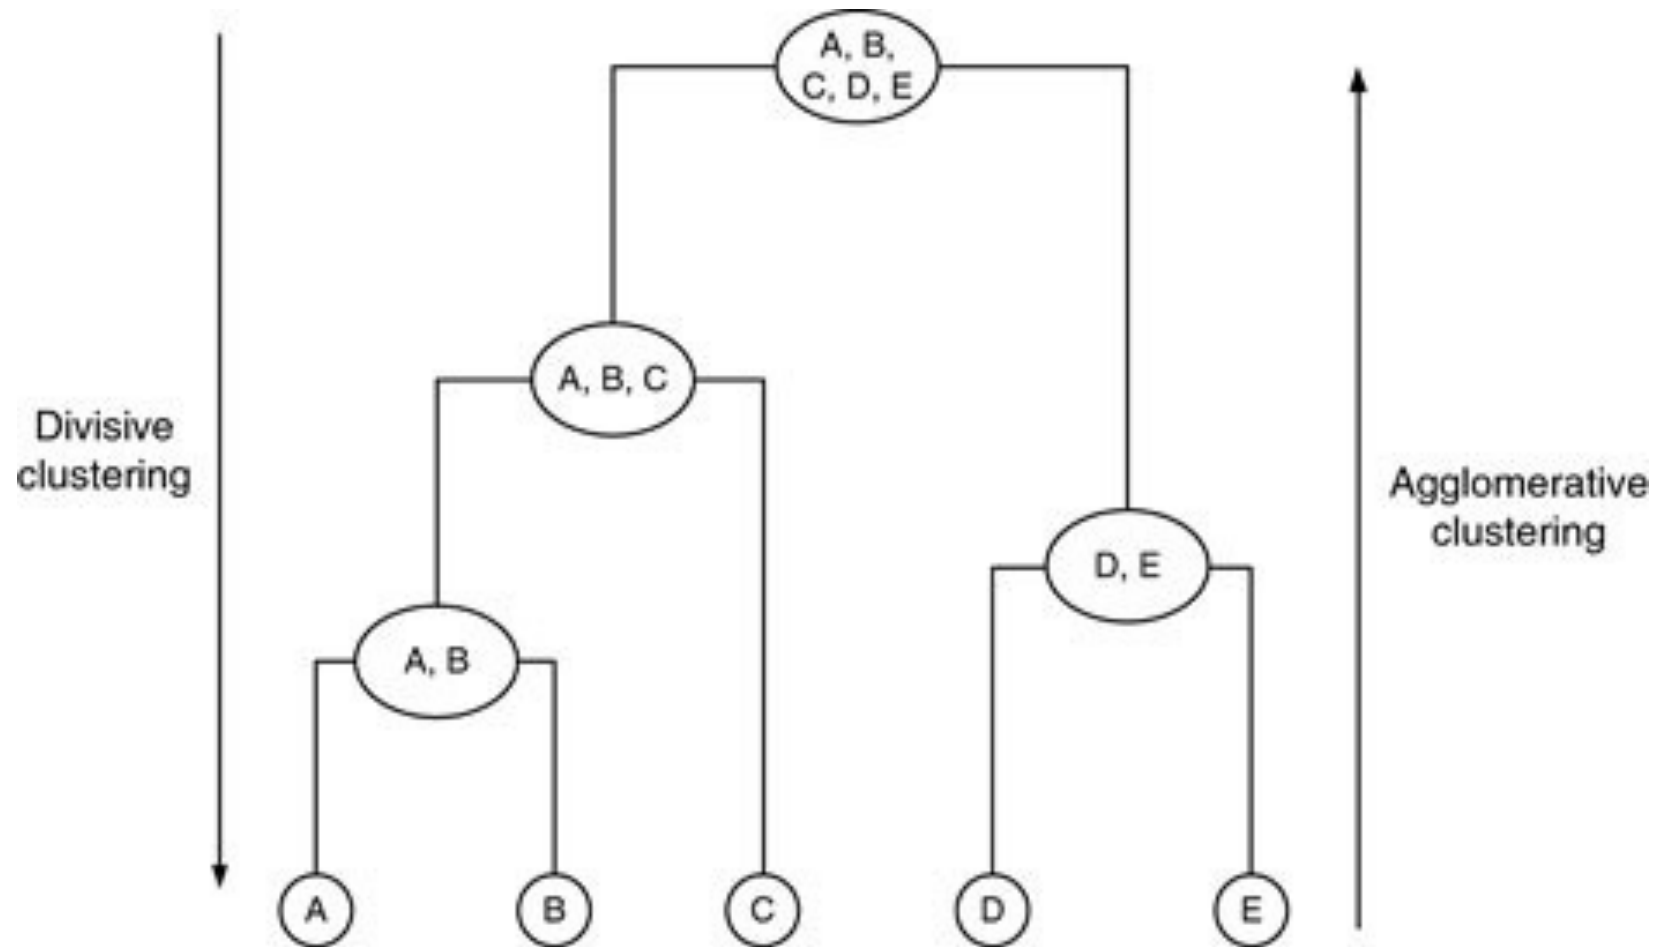 A, B,
C, D, E
A, B, C
Divisive
clustering
Agglomerative
clustering
D, E
A, B
A
B
C
D
E